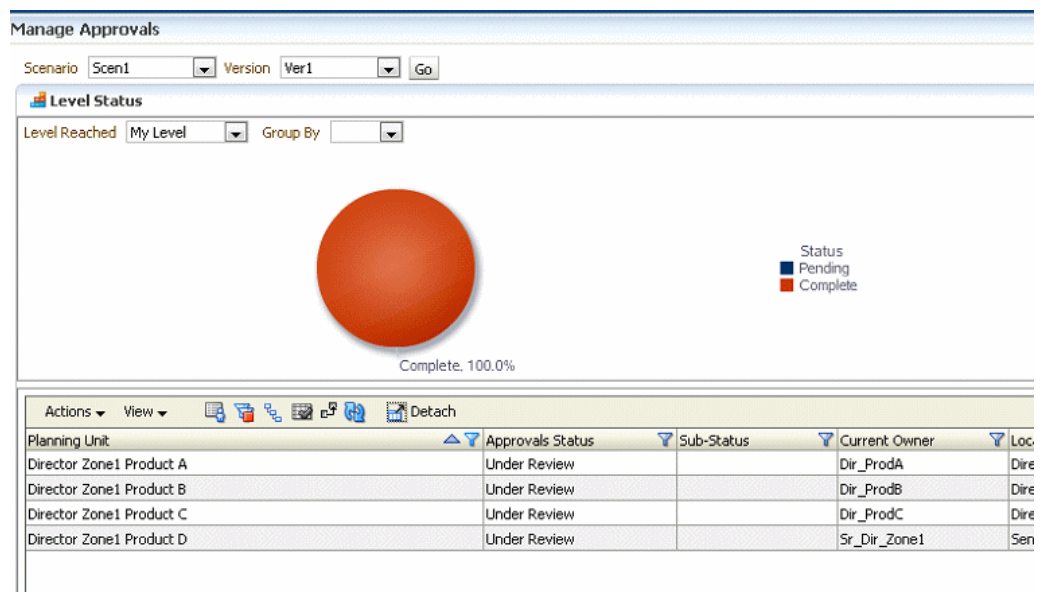 Manage Approvals
Scenario Scen1 Version Ver1 Go
Level Status
Level Reached My Level Group By
Status
Pending
Complete
Complete, 100.0%
Actions View Detach
Planning Unit Approvals Status Sub-Status Current Owner
Director Zone1 Product A Under Review Dir_ProdA
Director Zone1 Product B Under Review Dir_ProdB
Director Zone1 Product C Under Review Dir_ProdC
Director Zone1 Product D Under Review Sr_Dir_Zone1